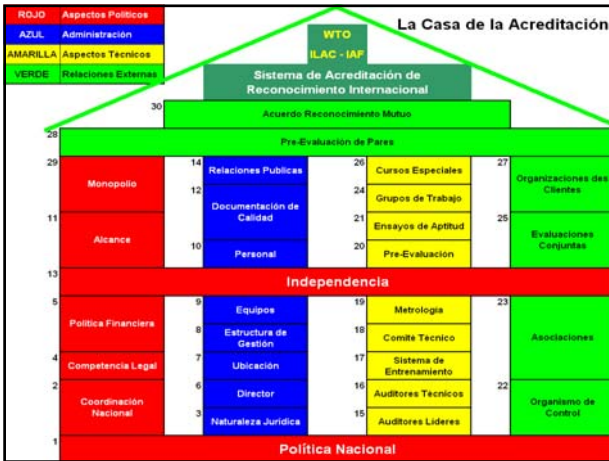 ROJO Aspectos Políticos
AZUL Administración
AMARILLA Aspectos Técnicos
VERDE Relaciones Externas
La Casa de la Acreditación
WTO
ILAC - IAF
Sistema de Acreditación de
Reconocimiento Internacional
30
Acuerdo Reconocimiento Mutuo
28
Pre-Evaluación de Pares
29
Monopolio
11
Alcance
14
Relaciones Publicas
12
Documentación de
Calidad
10
Personal
26
Cursos Especiales
24
Grupos de Trabajo
21
Ensayos de Aptitud
20
Pre-Evaluación
27
Organizaciones des
Clientes
25
Evaluaciones
Conjuntas
13
Independencia
5
Política Financiera
4
Competencia Legal
2
Coordinación
Nacional
9
Equipos
8
Estructura de
Gestión
7
Ubicación
6
Director
3
Naturaleza Jurídica
19
Metrología
18
Comité Técnico
17
Sistema de
Entrenamiento
16
Auditores Técnicos
15
Auditores Líderes
23
Asociaciones
22
Organismo de
Control
1
Política Nacional